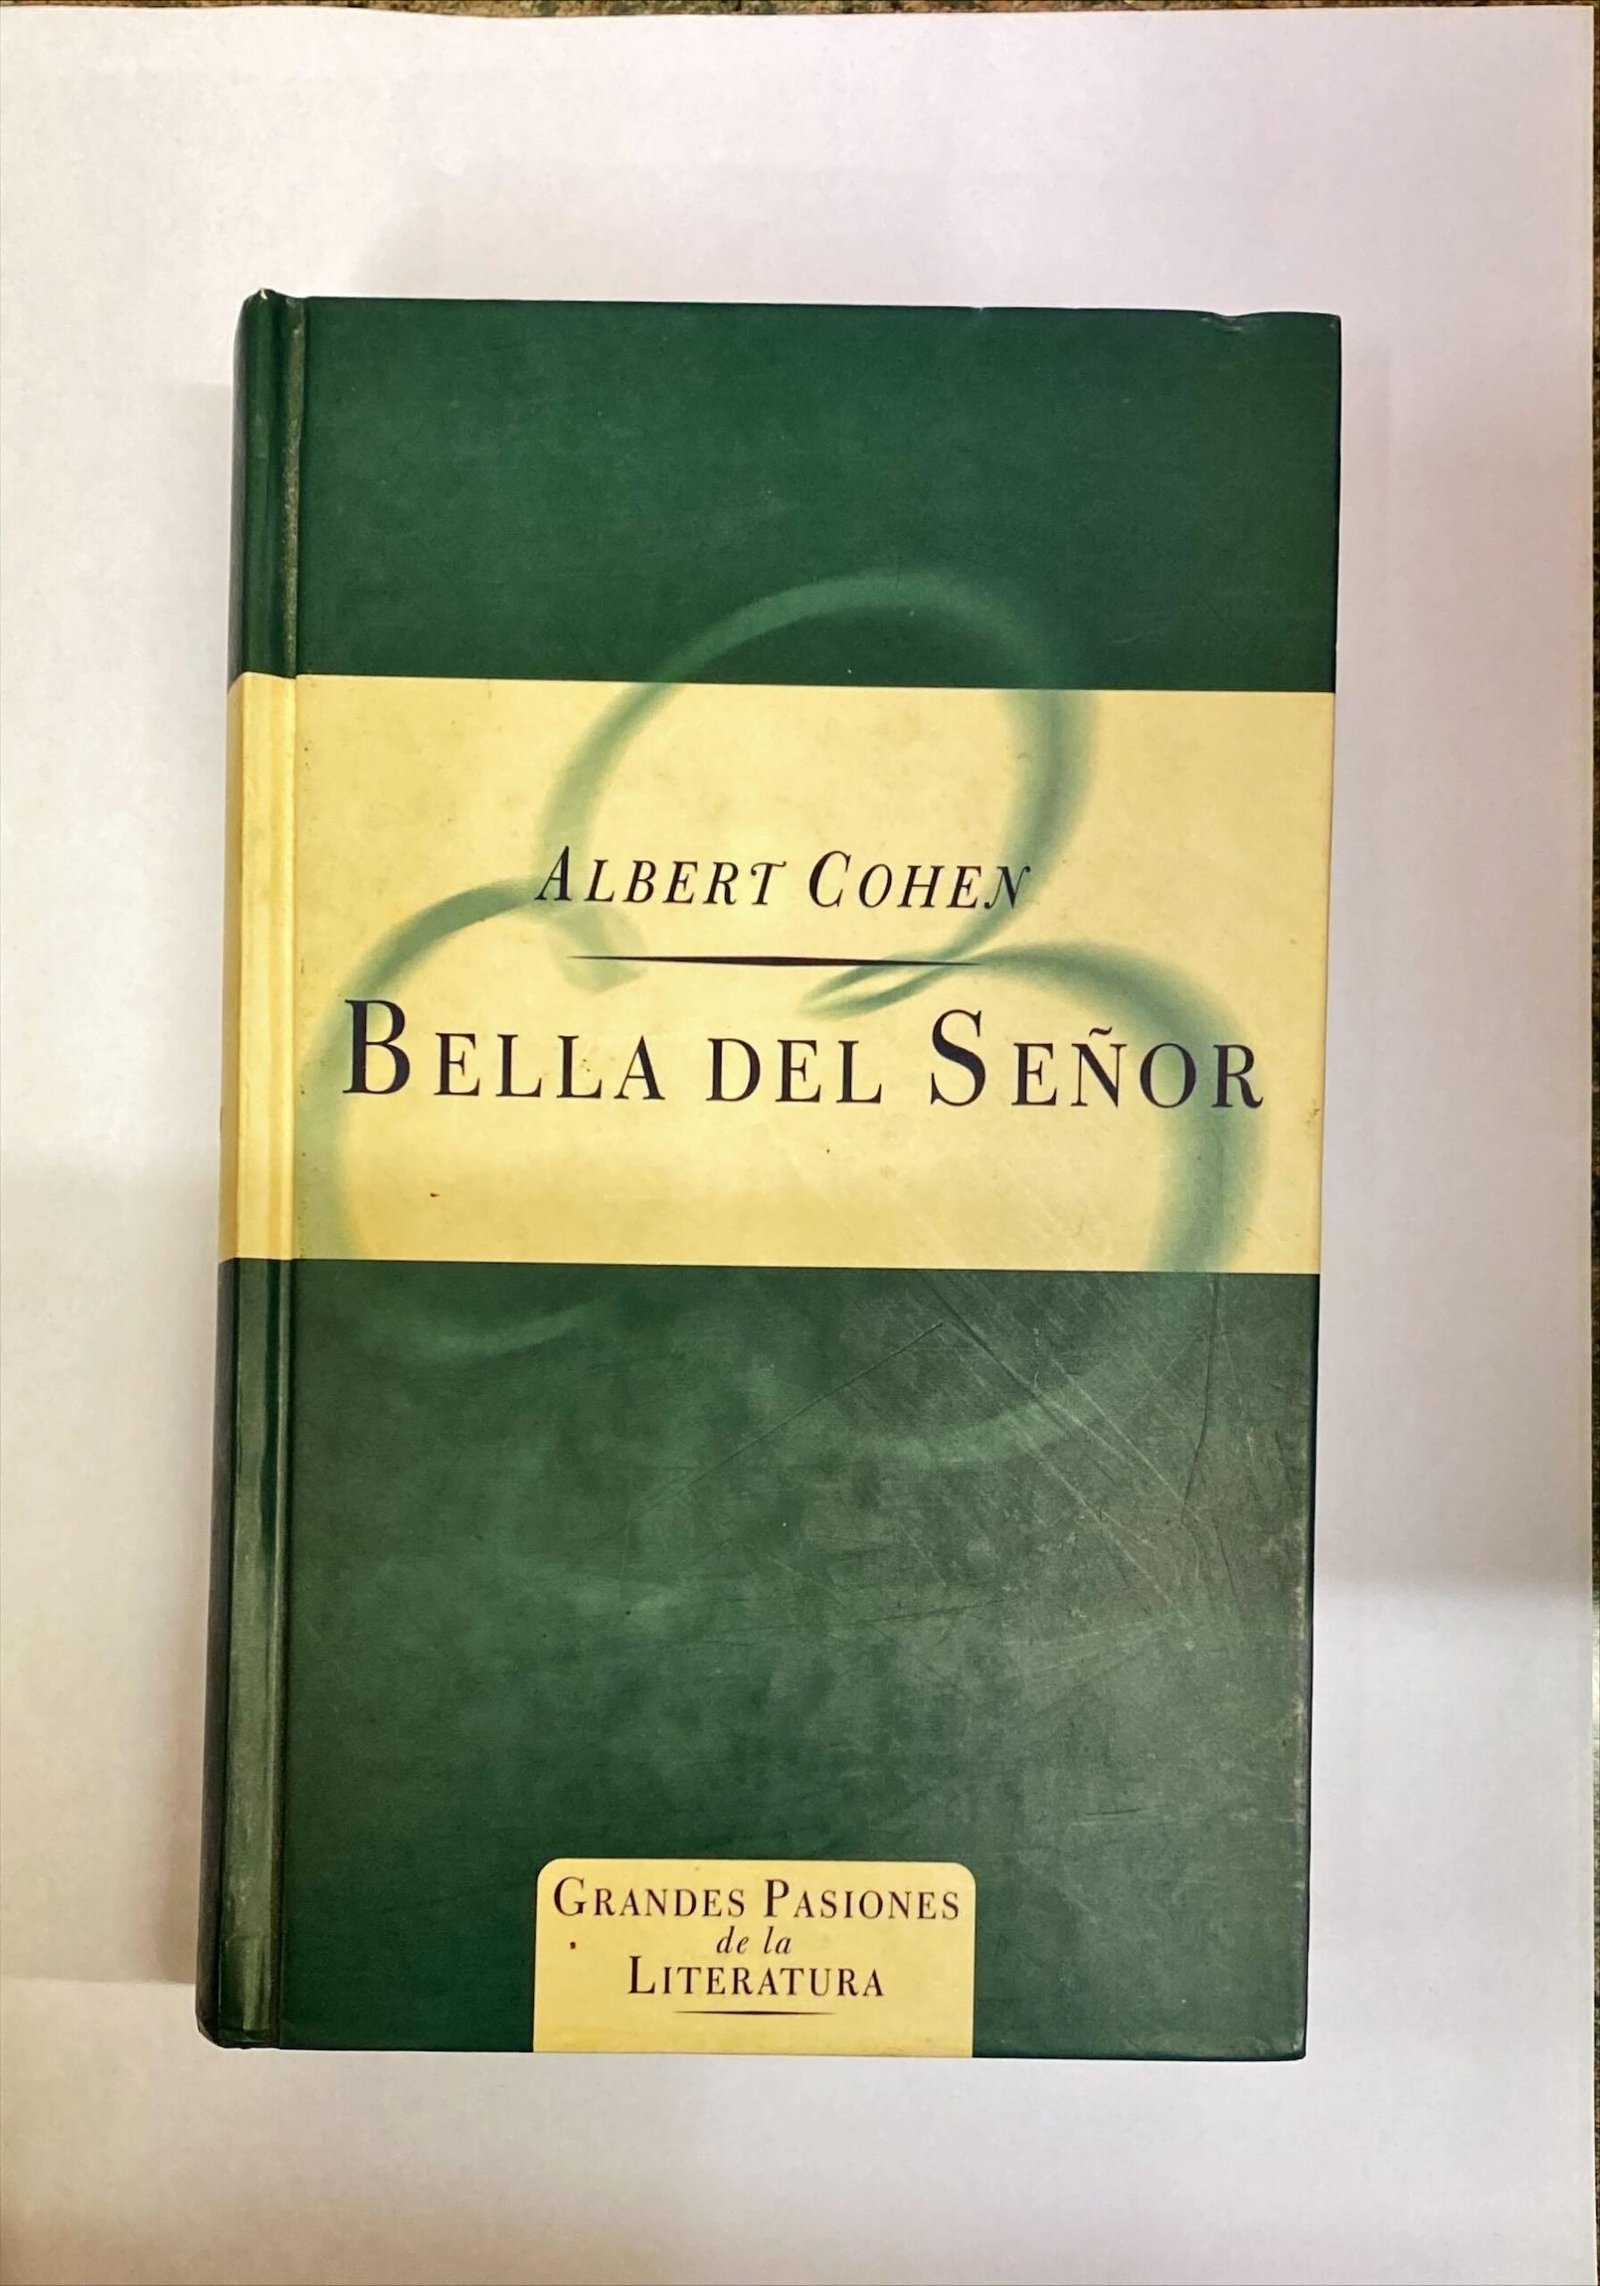 ALBERT COHEN
BELLA DEL SEÑOR
GRANDES PASIONES
de la
LITERATURA